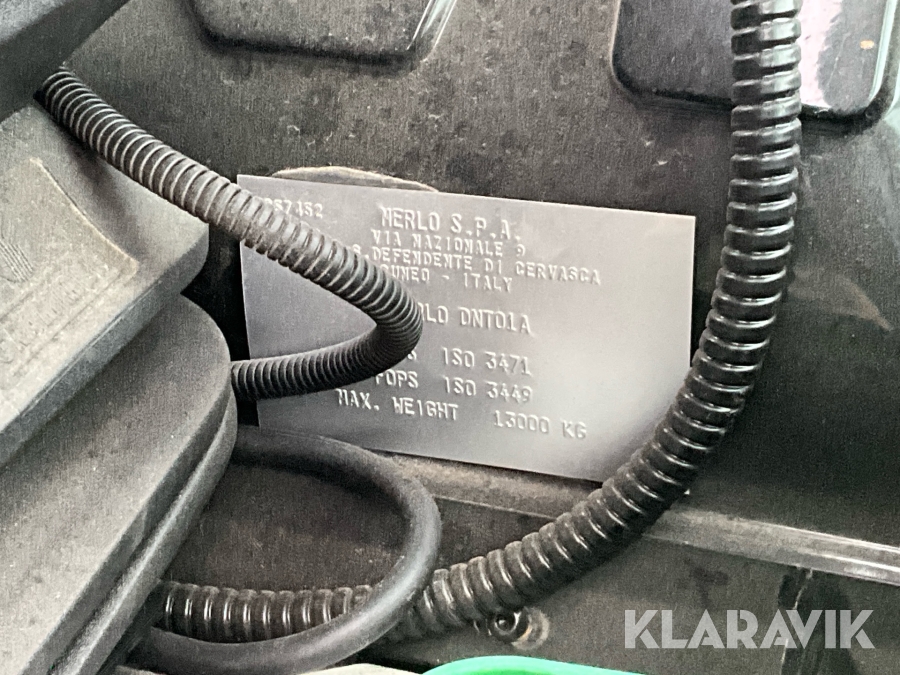 MERLO S.P.A.
VIA NAZIONALE 9
S. DEFENDENTE DI CERVASCA
CUNEO - ITALY
DNT01A
ISO 3471
FOPS ISO 3449
MAX. WEIGHT 13000 KG
KLARAVIK